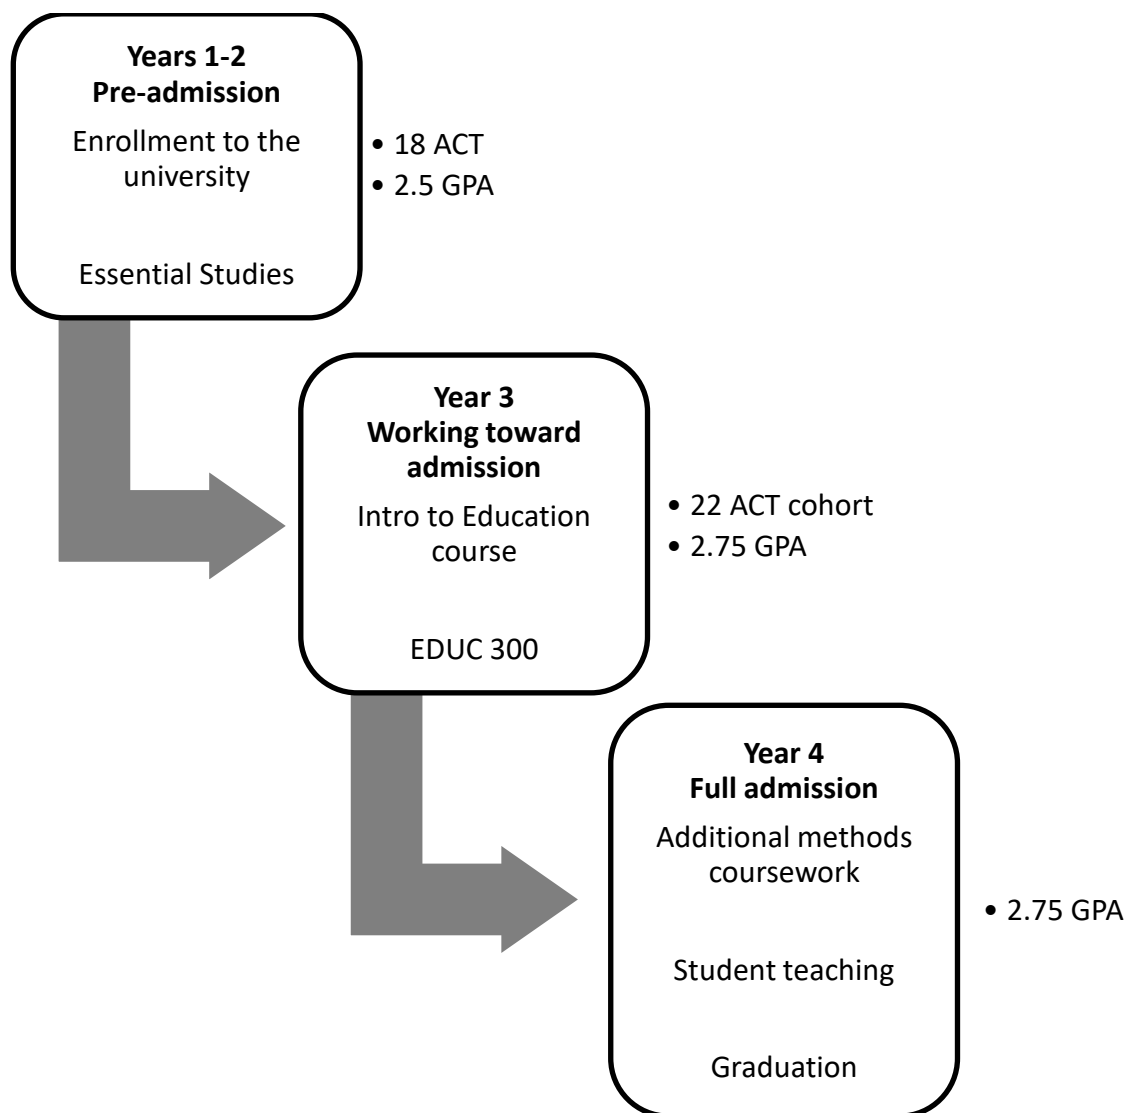 Years 1-2
Pre-admission
Enrollment to the
university
Essential Studies
• 18 ACT
• 2.5 GPA
Year 3
Working toward
admission
Intro to Education
course
EDUC 300
• 22 ACT cohort
• 2.75 GPA
Year 4
Full admission
Additional methods
coursework
Student teaching
Graduation
• 2.75 GPA